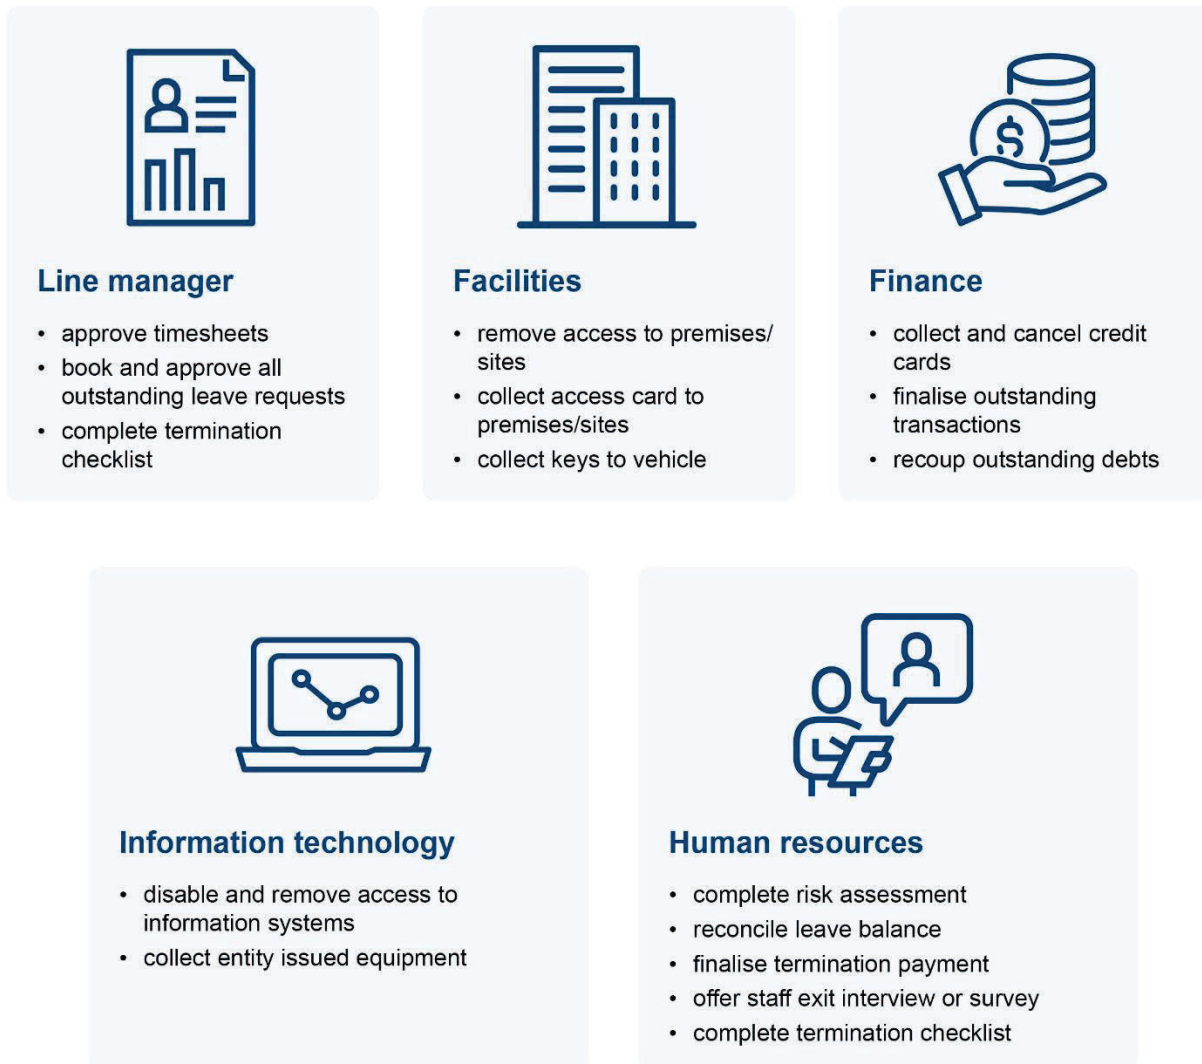 Line manager
• approve timesheets
• book and approve all
outstanding leave requests
• complete termination
checklist
Facilities
• remove access to premises/
sites
• collect access card to
premises/sites
• collect keys to vehicle
Finance
• collect and cancel credit
cards
• finalise outstanding
transactions
• recoup outstanding debts
Information technology
• disable and remove access to
information systems
• collect entity issued equipment
Human resources
• complete risk assessment
• reconcile leave balance
• finalise termination payment
• offer staff exit interview or survey
• complete termination checklist